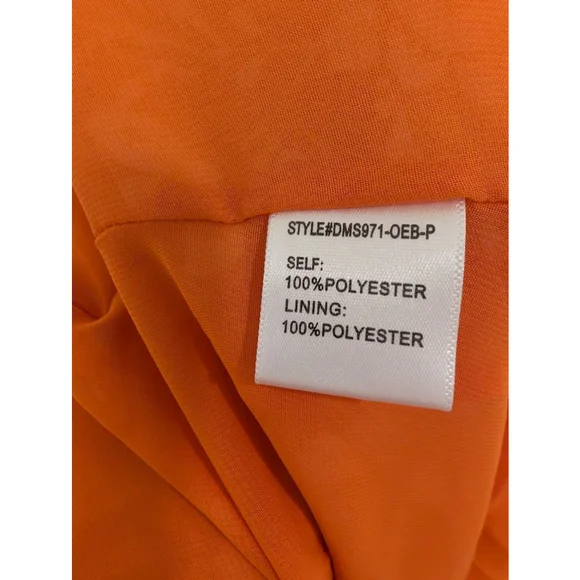 STYLE#DMS971-OEB-P
SELF:
100%POLYESTER
LINING:
100%POLYESTER